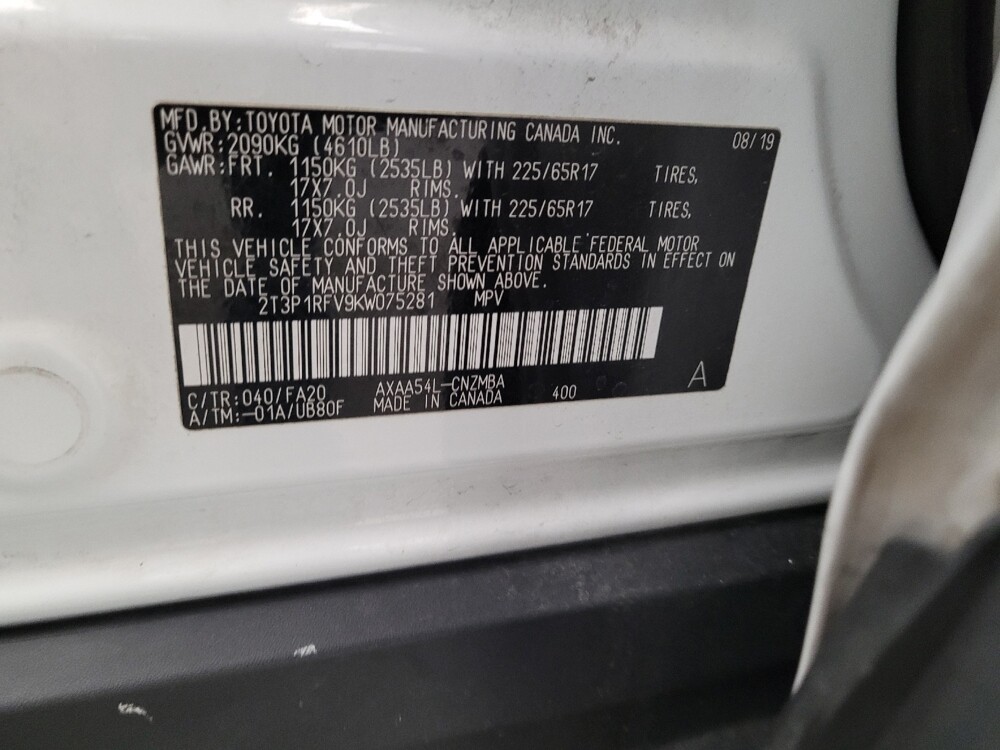 MFD.BY:TOYOTA MOTOR MANUFACTURING CANADA INC. 08/19
GVWR:2090KG (4610LB)
GAWR:FRT. 1150KG (2535LB) WITH 225/65R17 TIRES,
17X7.0J RIMS.
RR. 1150KG (2535LB) WITH 225/65R17 TIRES,
17X7.0J RIMS.
THIS VEHICLE CONFORMS TO ALL APPLICABLE FEDERAL MOTOR
VEHICLE SAFETY AND THEFT PREVENTION STANDARDS IN EFFECT ON
THE DATE OF MANUFACTURE SHOWN ABOVE.
2T3P1RFV9KW075281 MPV
C/TR:040/FA20 AXAA54L-CNZMBA 400 A
A/TM:-01A/UB80F MADE IN CANADA